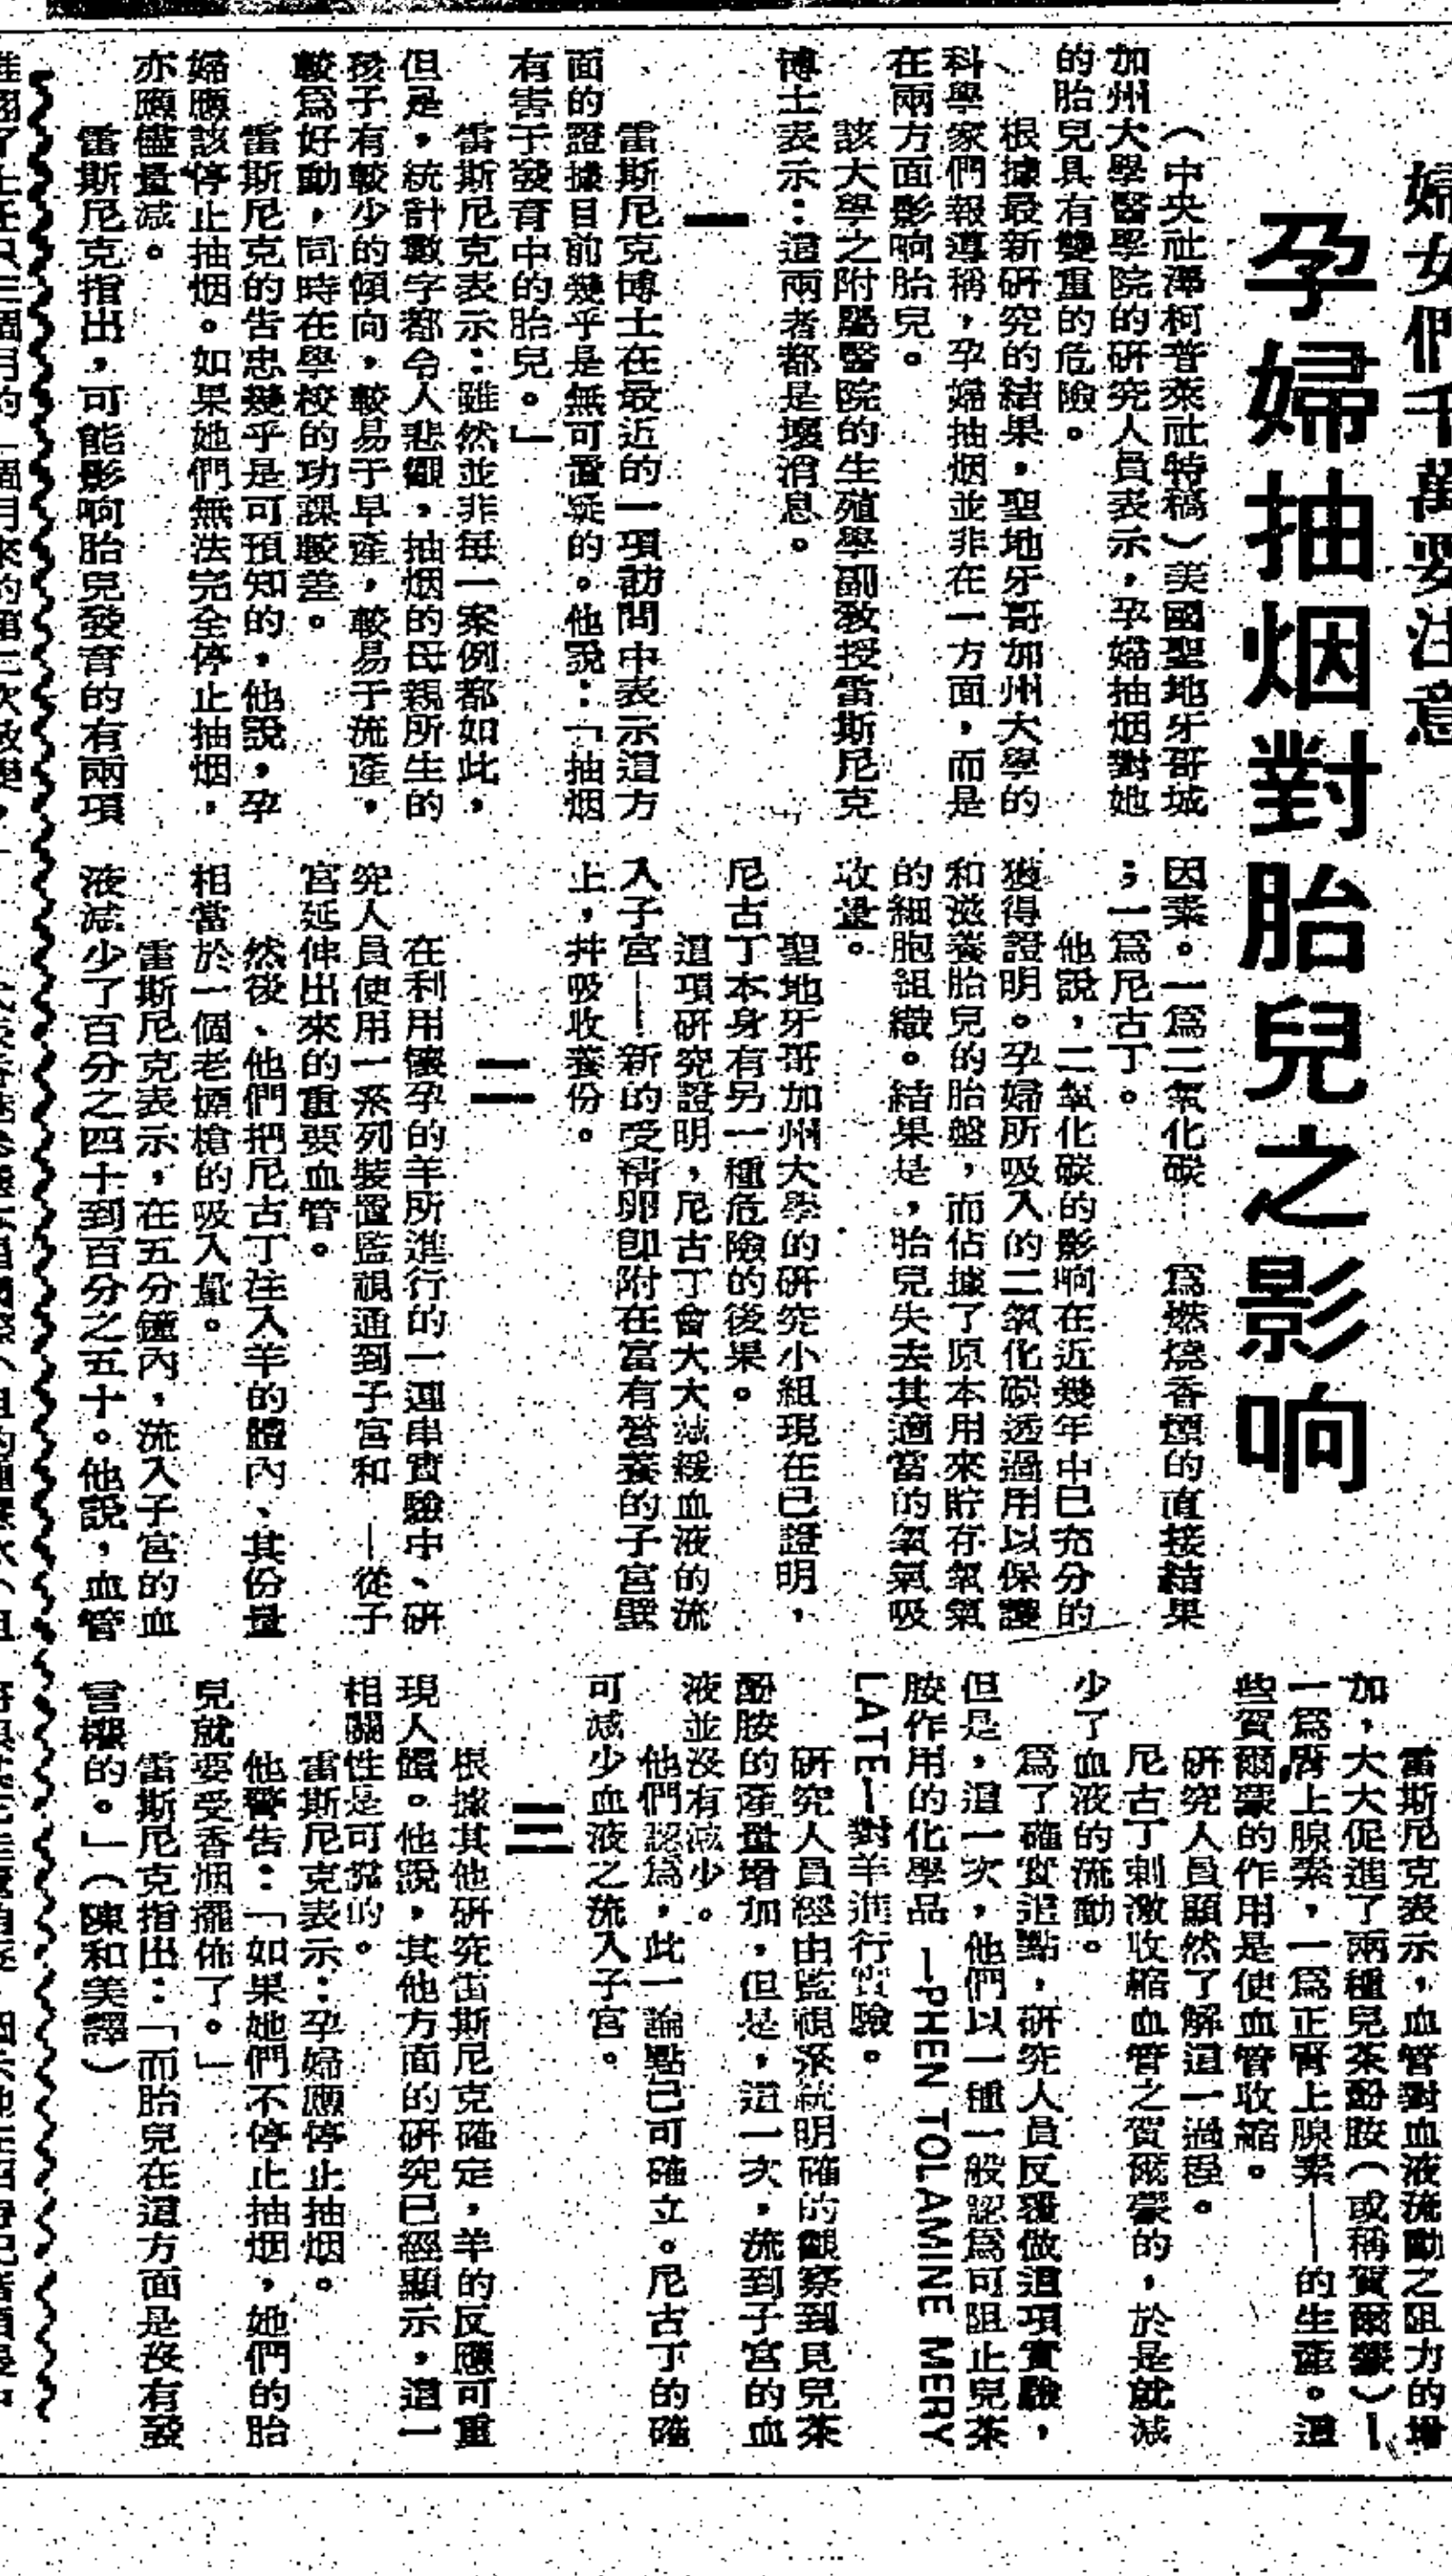 婦女們千萬要注意
孕婦抽烟對胎兒之影响
（中央社澤柯普萊社特稿）美國聖地牙哥城
加州大學醫學院的研究人員表示，孕婦抽烟對她
的胎兒具有雙重的危險。
根據最新研究的結果，聖地牙哥加州大學的
科學家們報導稱，孕婦抽烟並非在一方面，而是
在兩方面影响胎兒。
該大學之附屬醫院的生殖學副教授雷斯尼克
博士表示：這兩者都是壞消息。
一
雷斯尼克博士在最近的一項訪問中表示這方
面的證據目前幾乎是無可置疑的。他說：「抽烟
有害于發育中的胎兒。」
雷斯尼克表示：雖然並非每一案例都如此，
但是，統計數字都令人悲觀，抽烟的母親所生的
孩子有較少的傾向，較易于早產，較易于流產，
較爲好動，同時在學校的功課較差。
雷斯尼克的告忠幾乎是可預知的，他說，孕
婦應該停止抽烟。如果她們無法完全停止抽烟，
亦應儘量減。
雷斯尼克指出，可能影响胎兒發育的有兩項
因素。一爲二氧化碳 爲燃燒香煙的直接結果
；一爲尼古丁。
他說，二氧化碳的影响在近幾年中已充分的
獲得證明。孕婦所吸入的二氧化碳透過用以保護
和滋養胎兒的胎盤，而佔據了原本用來貯存氧氣
的細胞組織。結果是，胎兒失去其適當的氧氣吸
收量。
聖地牙哥加州大學的研究小組現在已證明，
尼古丁本身有另一種危險的後果。
這項研究證明，尼古丁會大大減緩血液的流
入子宮——新的受精卵卽附在富有營養的子宮壁
上，幷吸收養份。
二
在利用懷孕的羊所進行的一連串實驗中、研
究人員使用一系列裝置監視通到子宮和—從子
宮延伸出來的重要血管。
然後、他們把尼古丁注入羊的體內、其份量
相當於一個老煙槍的吸入量。
雷斯尼克表示，在五分鐘內，流入子宮的血
液減少了百分之四十到百分之五十。他說，血管
雷斯尼克表示，血管對血液流動之阻力的增
加，大大促進了兩種兒茶酚胺（或稱賀爾蒙）—
一爲腎上腺素，一爲正腎上腺素——的生產。這
些賀爾蒙的作用是使血管收縮。
研究人員顯然了解這一過程。
尼古丁刺激收縮血管之賀爾蒙的，於是就減
少了血液的流動。
爲了確實這點，研究人員反覆做這項實驗，
但是，這一次，他們以一種一般認爲可阻止兒茶
胺作用的化學品—PHEN TOLAMINE MERY
LATE—對羊進行實驗。
研究人員經由監視系統明確的觀察到見兒茶
酚胺的產量增加，但是，這一次，流到子宮的血
液並沒有減少。
他們認爲，此一論點已可確立。尼古丁的確
可減少血液之流入子宮。
三
根據其他研究雷斯尼克確定，羊的反應可重
現人體。他說，其他方面的研究已經顯示，這一
相關性是可靠的。
雷斯尼克表示：孕婦應停止抽烟。
他警告：「如果她們不停止抽烟，她們的胎
兒就要受香烟擺佈了。」
雷斯尼克指出：「而胎兒在這方面是沒有發
言權的。」（陳和美譯）